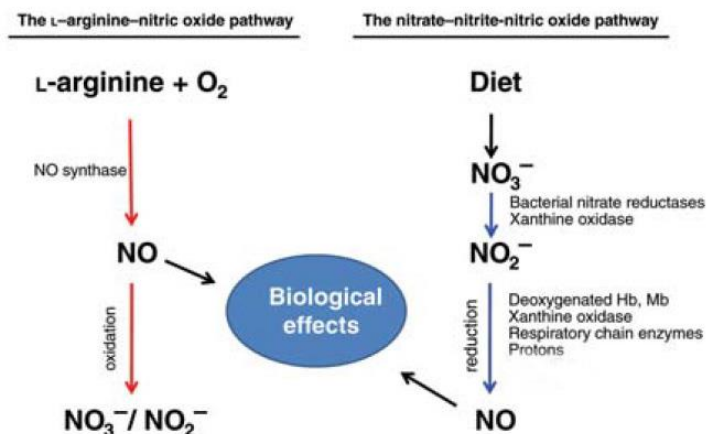 The L–arginine–nitric oxide pathway
L-arginine + O₂
NO synthase
NO
oxidation
NO₃⁻/ NO₂⁻
Biological
effects
The nitrate–nitrite-nitric oxide pathway
Diet
NO₃⁻
Bacterial nitrate reductases
Xanthine oxidase
NO₂⁻
reduction
Deoxygenated Hb, Mb
Xanthine oxidase
Respiratory chain enzymes
Protons
NO